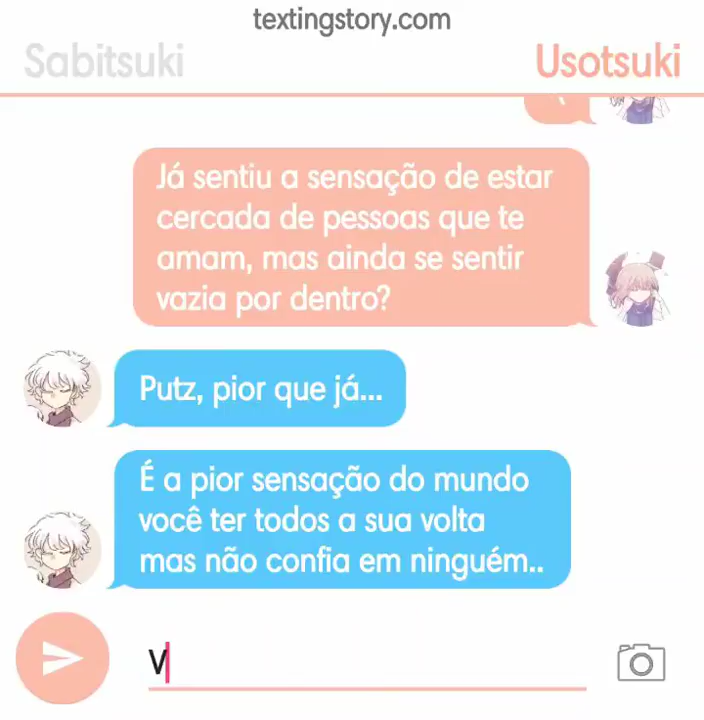 textingstory.com
Sabitsuki
Usotsuki
Já sentiu a sensação de estar
cercada de pessoas que te
amam, mas ainda se sentir
vazia por dentro?
Putz, pior que já...
É a pior sensação do mundo
você ter todos a sua volta
mas não confia em ninguém..
V